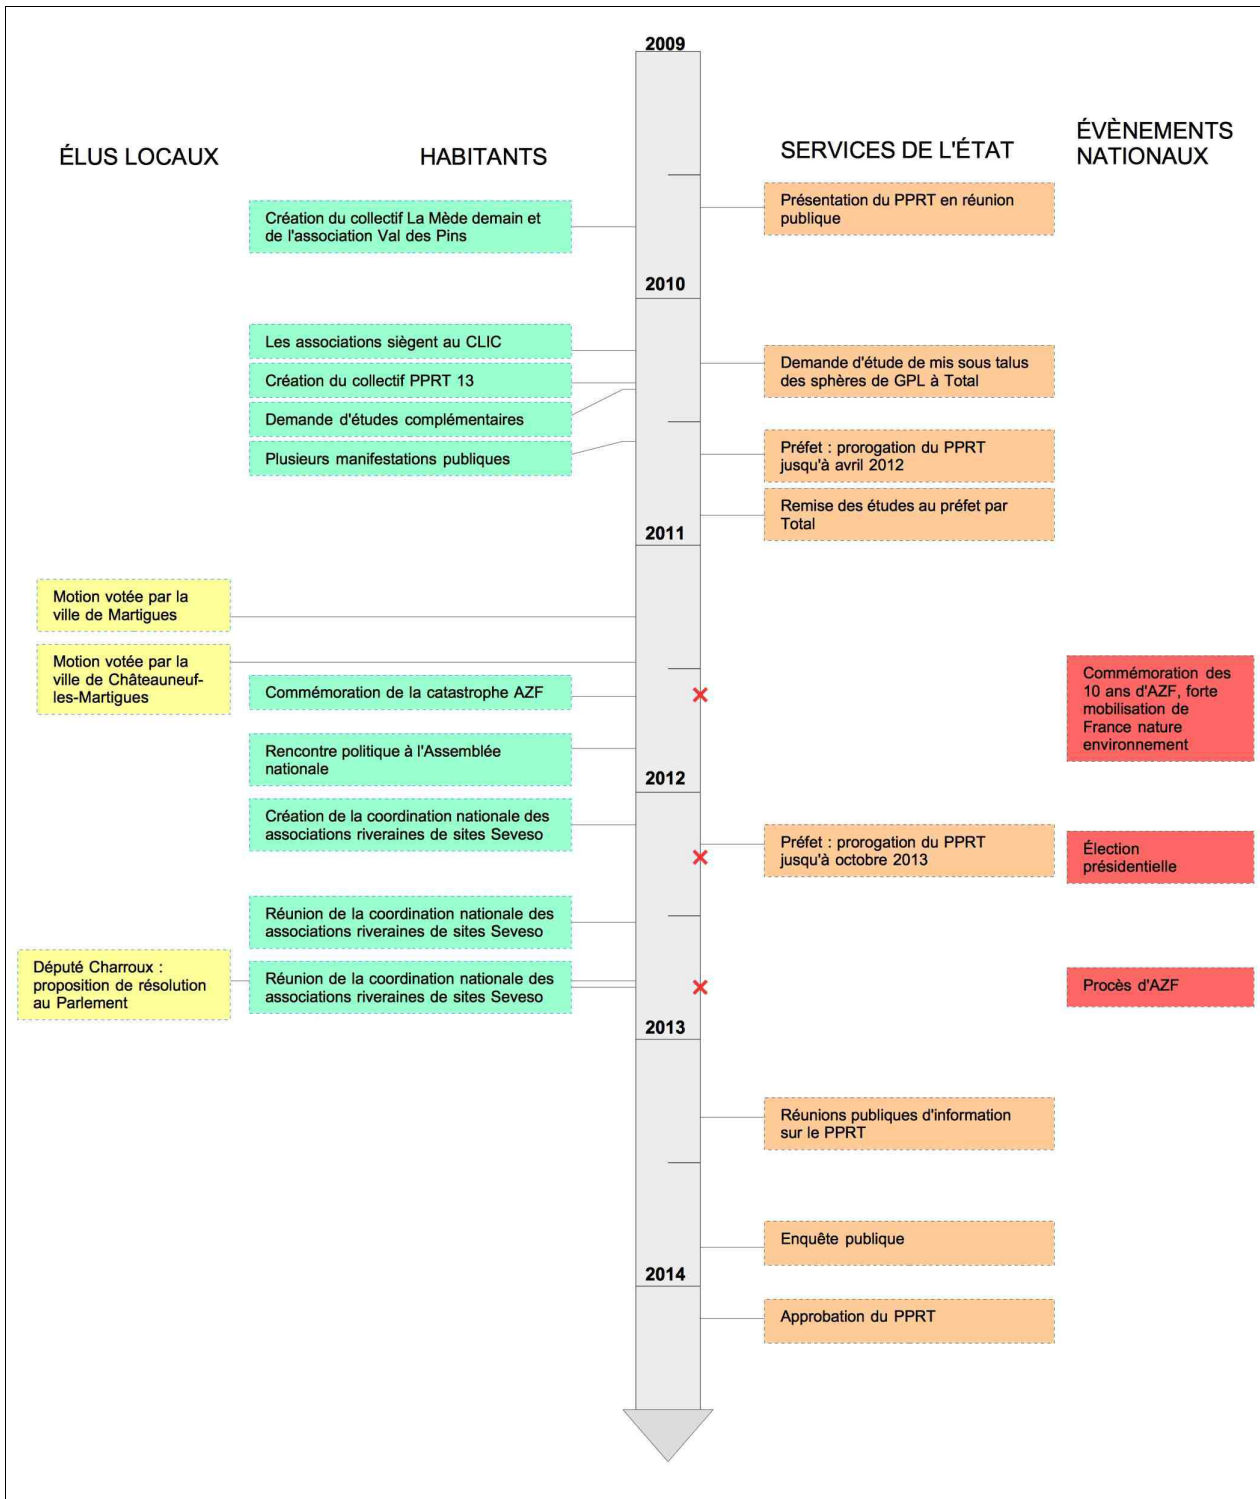 2009
ÉLUS LOCAUX
HABITANTS
SERVICES DE L'ÉTAT
ÉVÈNEMENTS
NATIONAUX
Présentation du PPRT en réunion
publique
Création du collectif La Mède demain et
de l'association Val des Pins
2010
Les associations siègent au CLIC
Demande d'étude de mis sous talus
des sphères de GPL à Total
Création du collectif PPRT 13
Demande d'études complémentaires
Plusieurs manifestations publiques
Préfet : prorogation du PPRT
jusqu'à avril 2012
Remise des études au préfet par
Total
2011
Motion votée par la
ville de Martigues
Motion votée par la
ville de Châteauneuf-
les-Martigues
Commémoration de la catastrophe AZF
Commémoration des
10 ans d'AZF, forte
mobilisation de
France nature
environnement
Rencontre politique à l'Assemblée
nationale
2012
Création de la coordination nationale des
associations riveraines de sites Seveso
Préfet : prorogation du PPRT
jusqu'à octobre 2013
Élection
présidentielle
Réunion de la coordination nationale des
associations riveraines de sites Seveso
Député Charroux :
proposition de résolution
au Parlement
Réunion de la coordination nationale des
associations riveraines de sites Seveso
Procès d'AZF
2013
Réunions publiques d'information
sur le PPRT
Enquête publique
2014
Approbation du PPRT